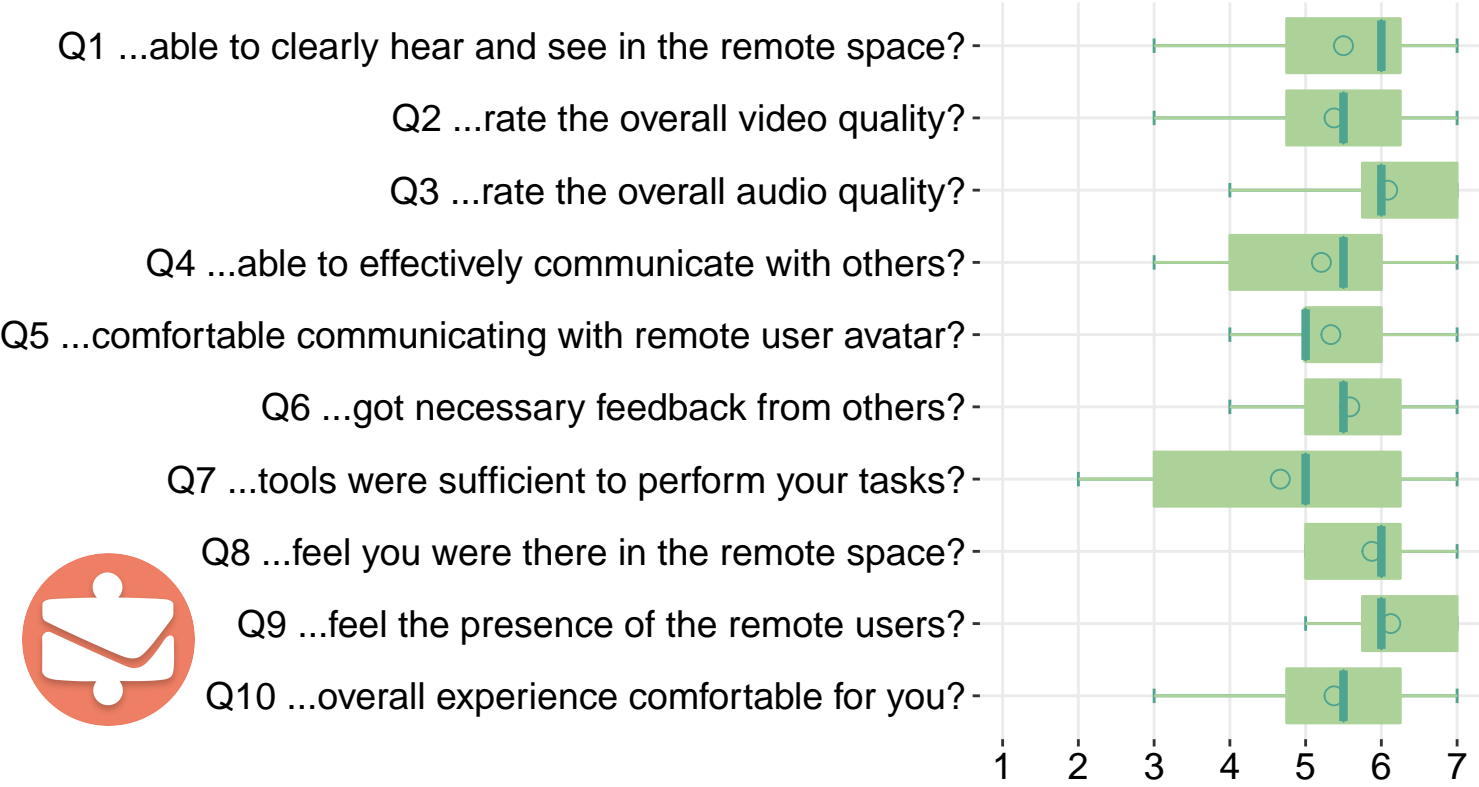 Q1 ...able to clearly hear and see in the remote space?
Q2 ...rate the overall video quality?
Q3 ...rate the overall audio quality?
Q4 ...able to effectively communicate with others?
Q5 ...comfortable communicating with remote user avatar?
Q6 ...got necessary feedback from others?
Q7 ...tools were sufficient to perform your tasks?
Q8 ...feel you were there in the remote space?
Q9 ...feel the presence of the remote users?
Q10 ...overall experience comfortable for you?
1 2 3 4 5 6 7